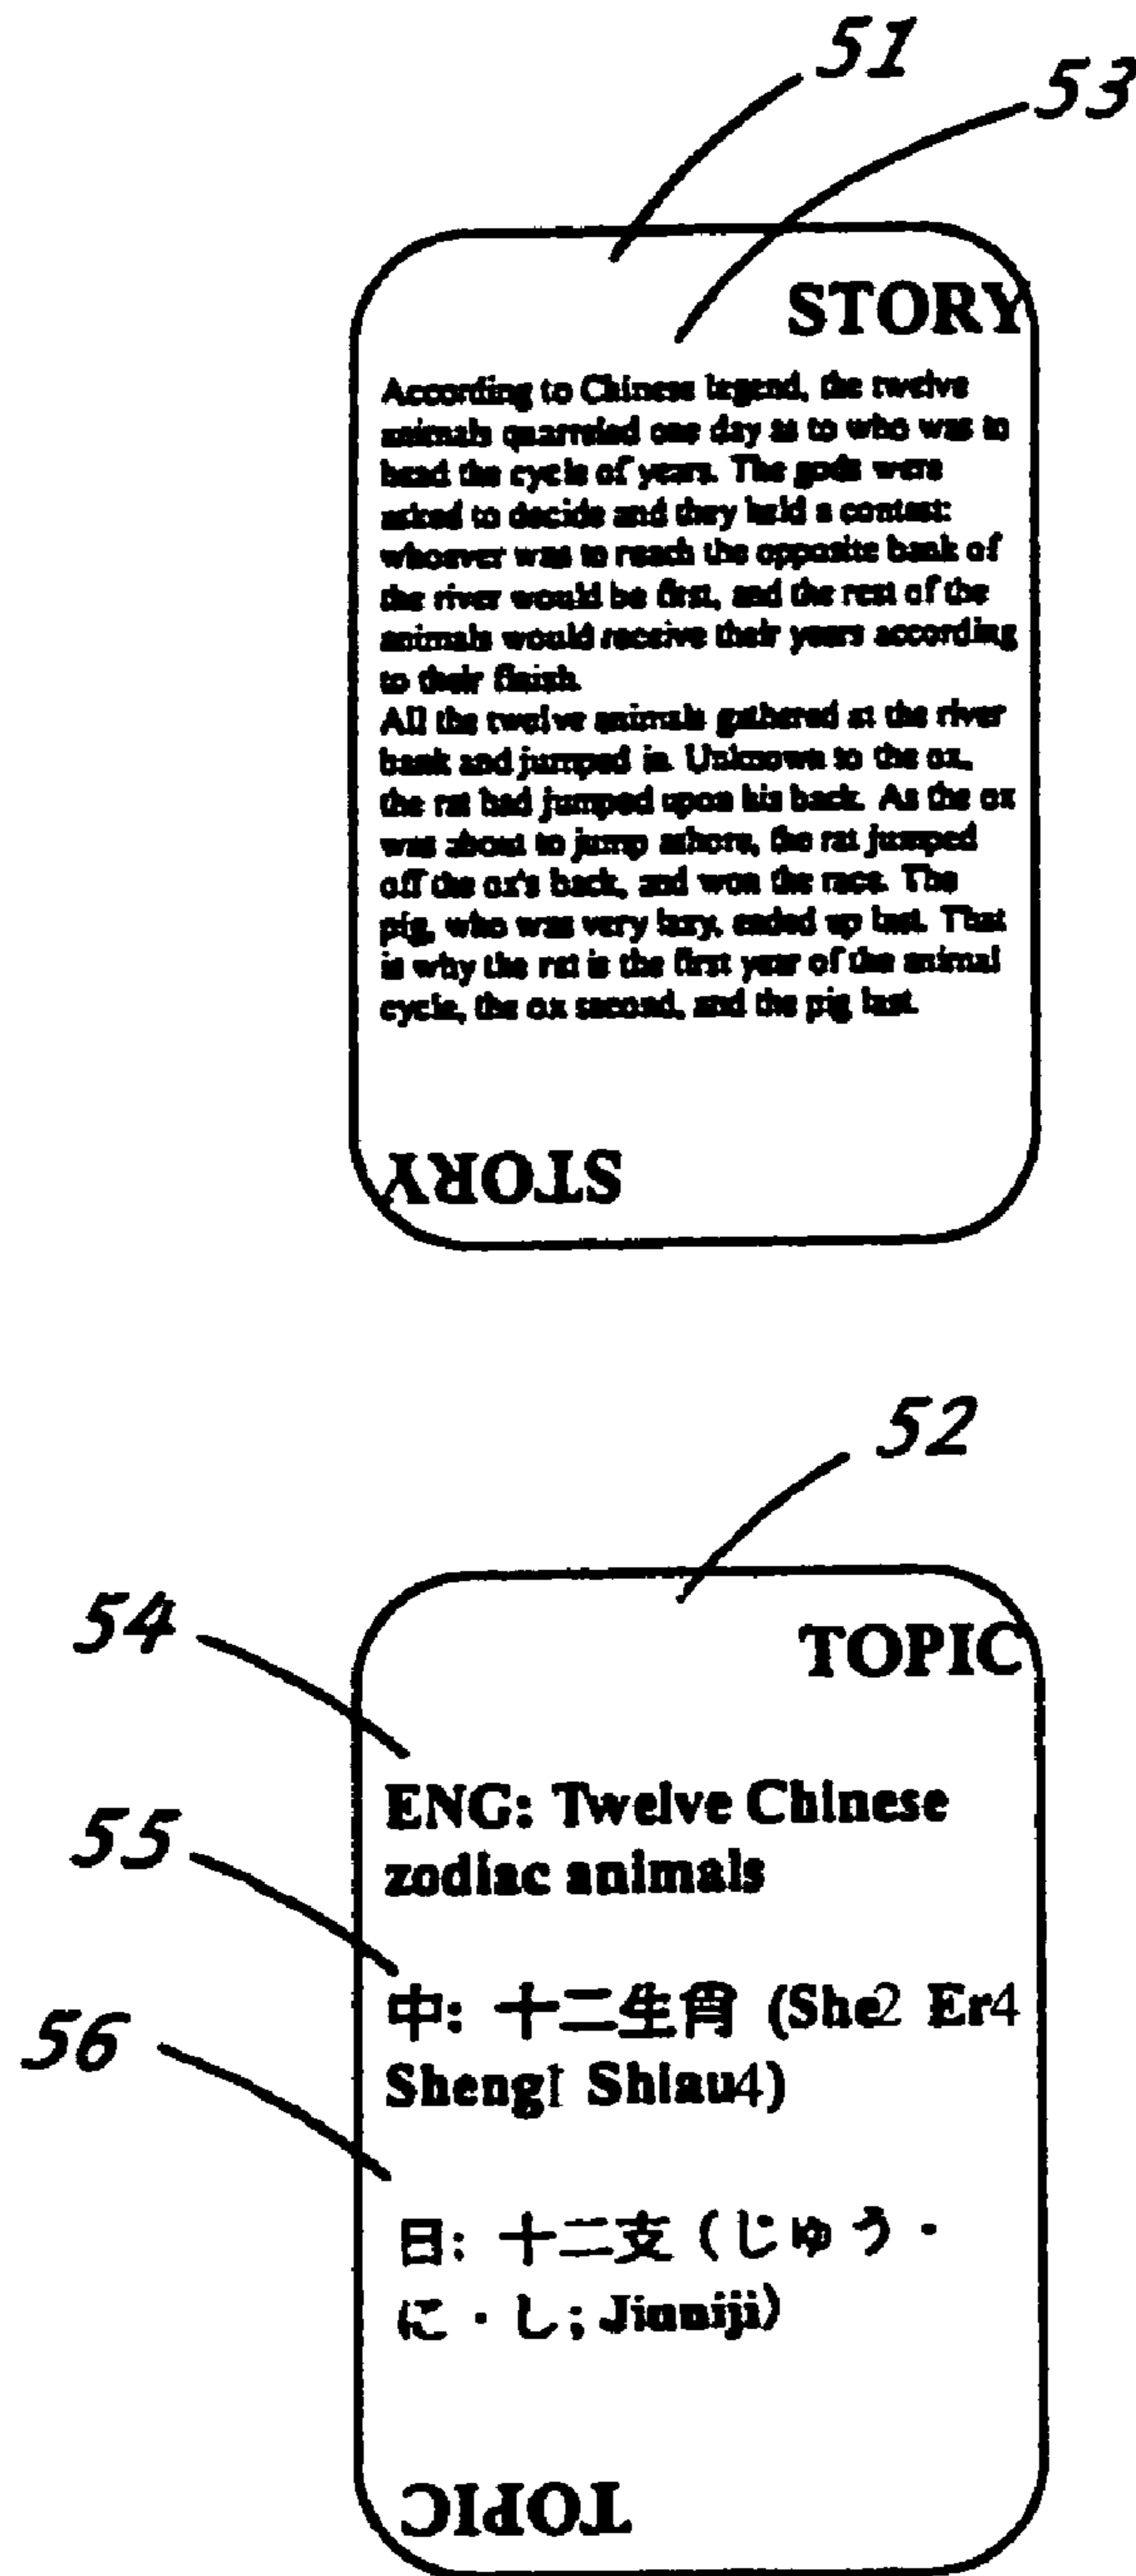 51
53
STORY
According to Chinese legend, the twelve
animals quarreled one day as to who was to
head the cycle of years. The gods were
asked to decide and they held a contest:
whoever was to reach the opposite bank of
the river would be first, and the rest of the
animals would receive their years according
to their finish.
All the twelve animals gathered at the river
bank and jumped in. Unknown to the ox,
the rat had jumped upon his back. As the ox
was about to jump ashore, the rat jumped
off the ox's back, and won the race. The
pig, who was very lazy, ended up last. That
is why the rat is the first year of the animal
cycle, the ox second, and the pig last.
STORY
52
54
TOPIC
ENG: Twelve Chinese
zodiac animals
55
中: 十二生肖 (She2 Er4
Sheng1 Shiau4)
56
日: 十二支 (じゅう・
に・し; Jiuniji)
TOPIC